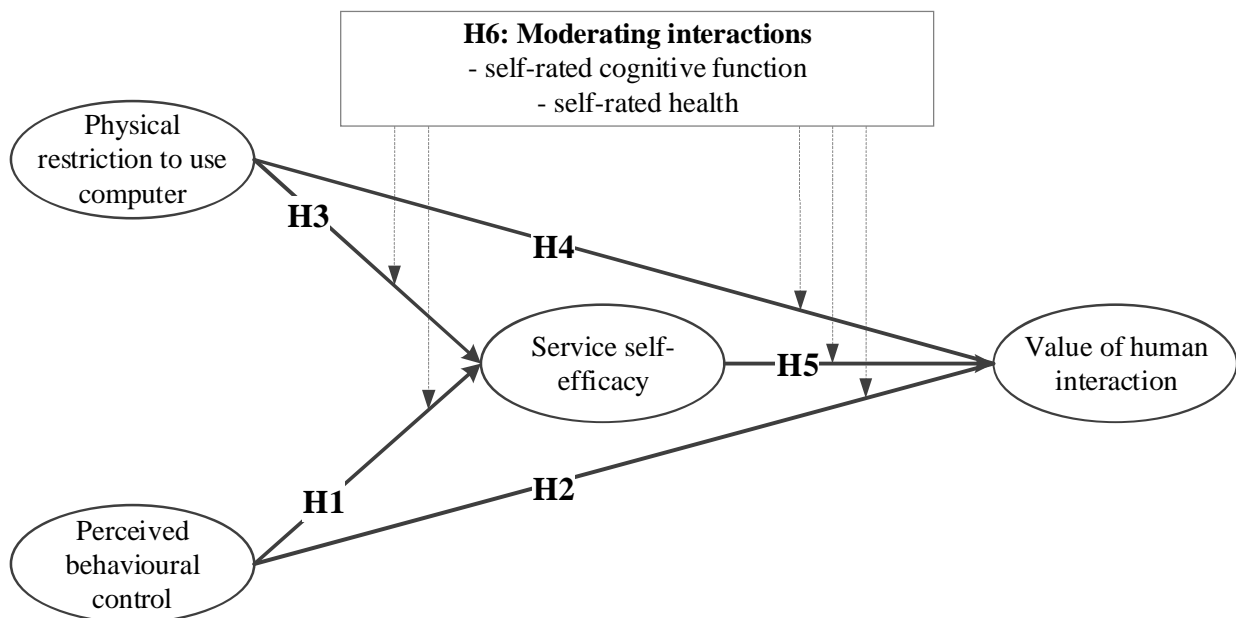 H6: Moderating interactions
- self-rated cognitive function
- self-rated health
Physical
restriction to use
computer
H3
H4
Service self-
efficacy
H5
Value of human
interaction
H1
H2
Perceived
behavioural
control